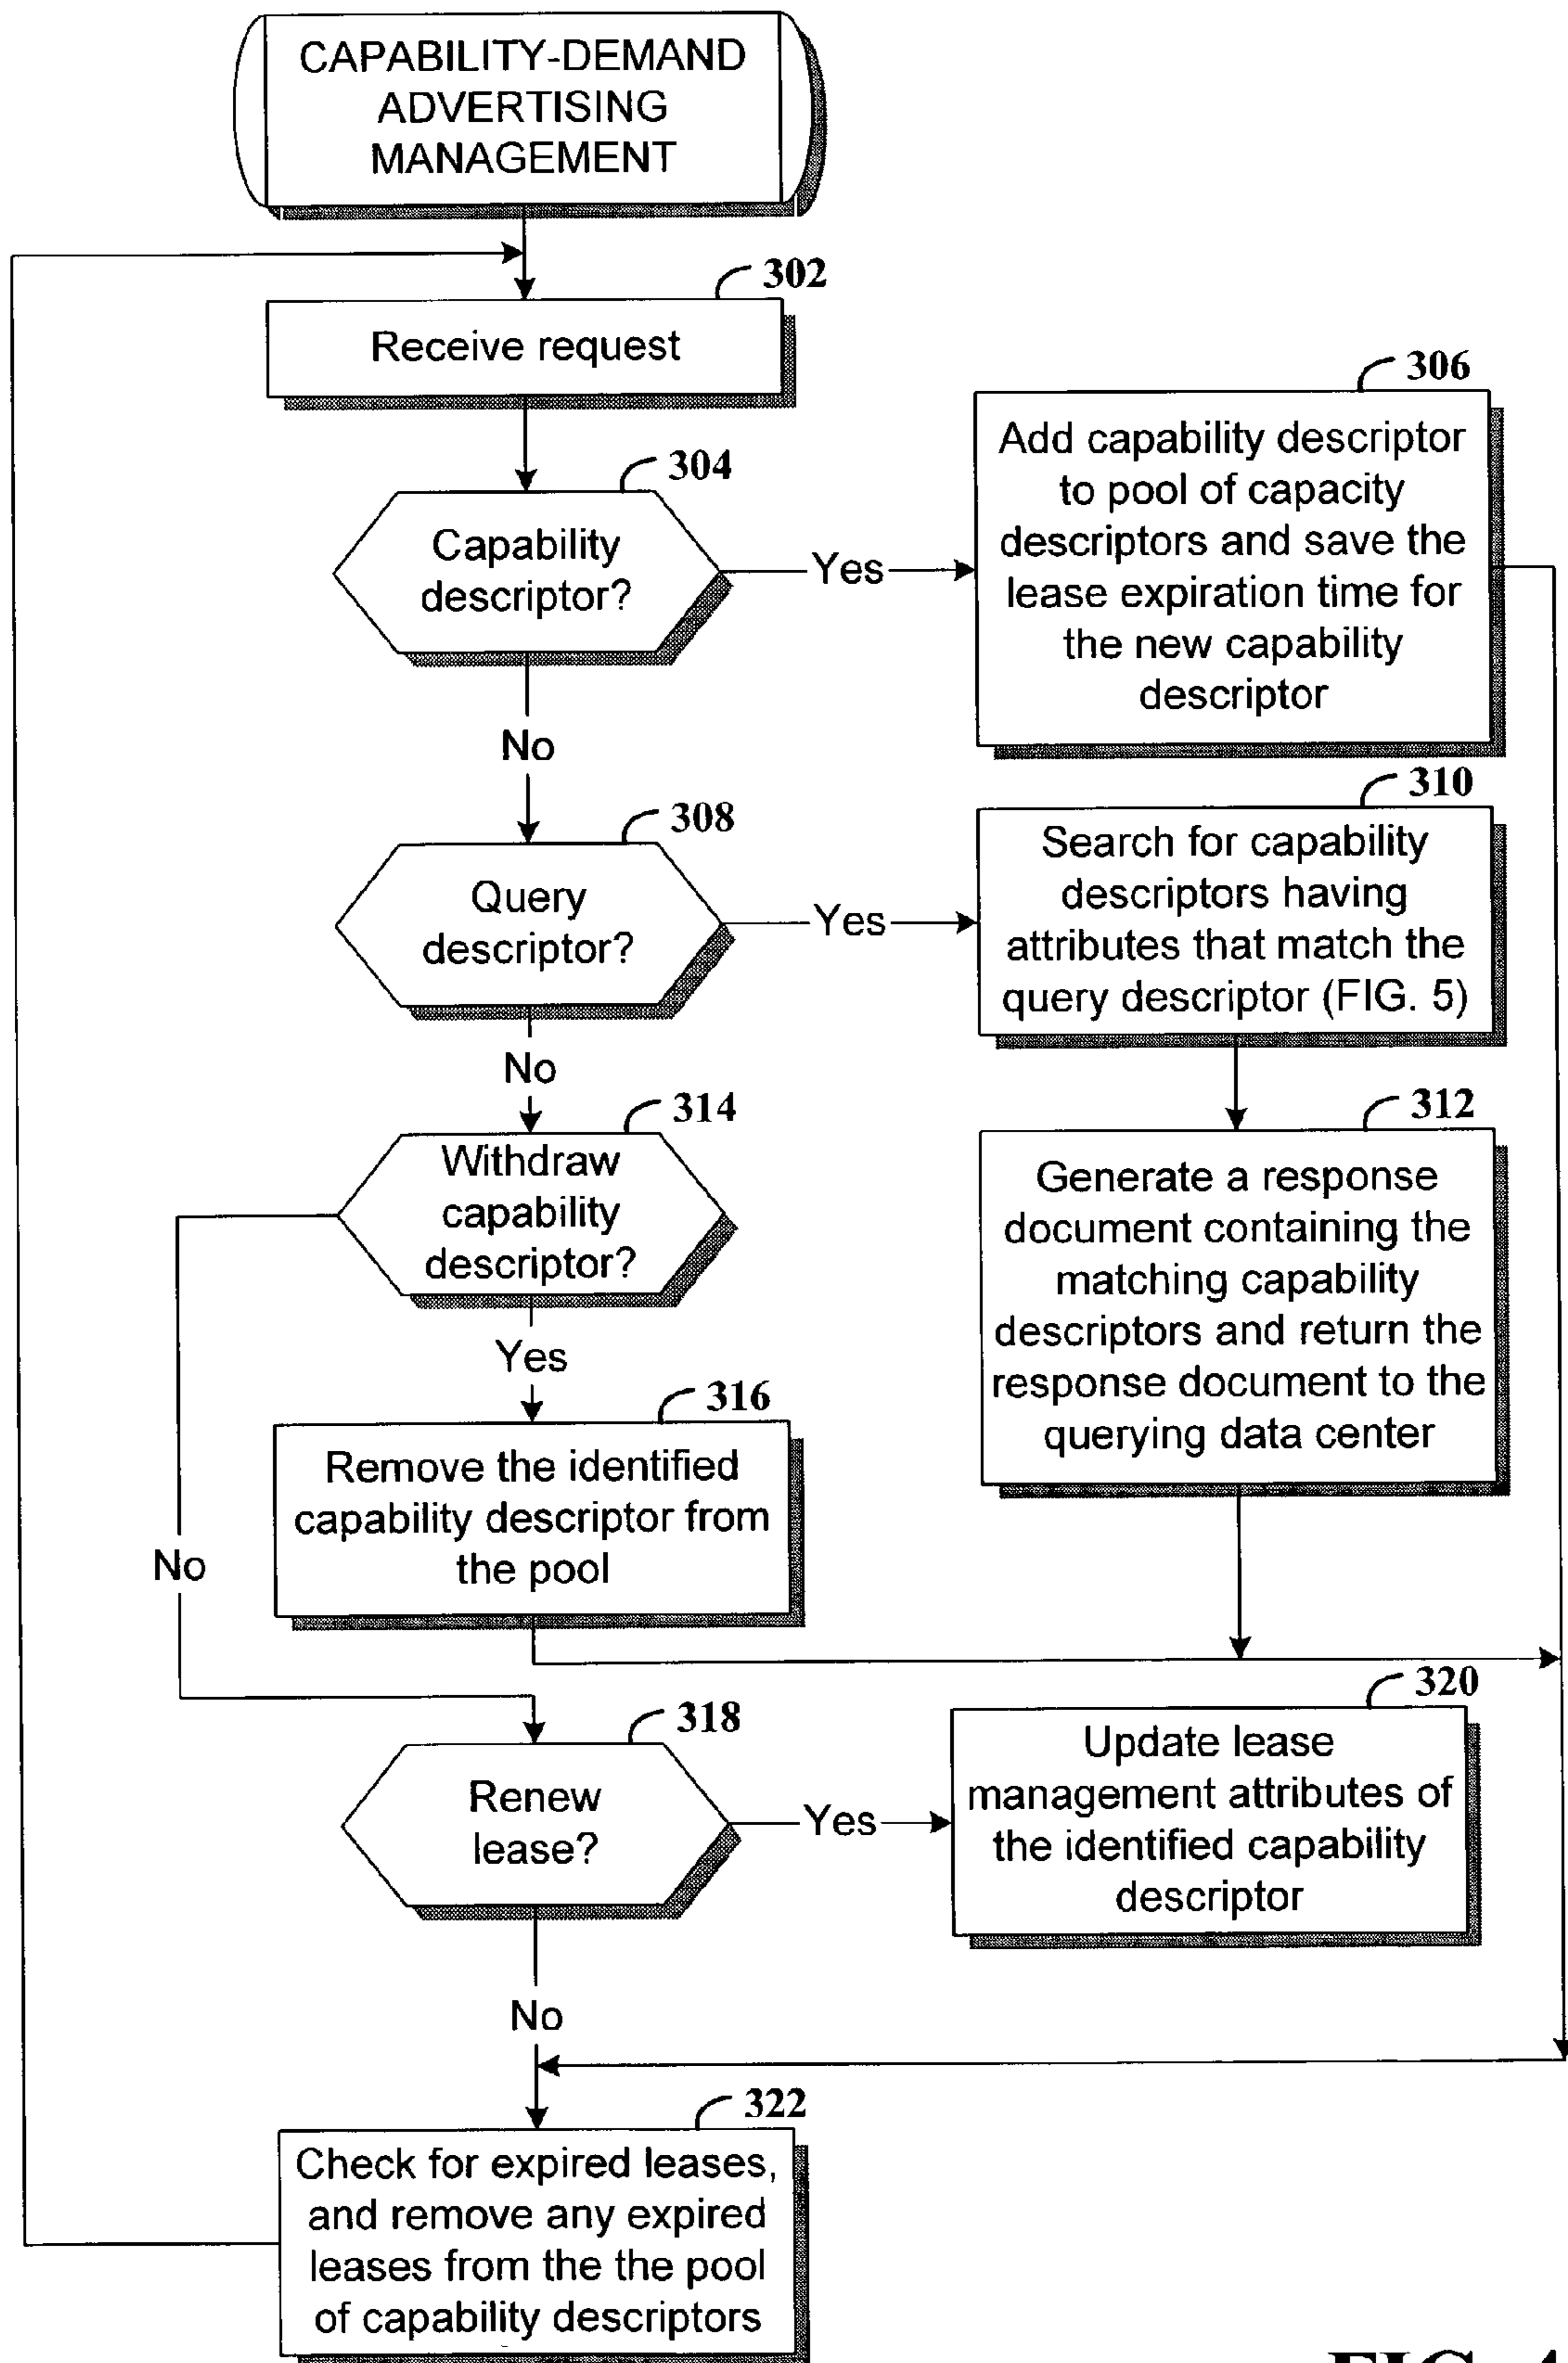 CAPABILITY-DEMAND
ADVERTISING
MANAGEMENT
302
Receive request
304
Capability
descriptor?
Yes
306
Add capability descriptor
to pool of capacity
descriptors and save the
lease expiration time for
the new capability
descriptor
No
308
Query
descriptor?
Yes
310
Search for capability
descriptors having
attributes that match the
query descriptor (FIG. 5)
No
312
Generate a response
document containing the
matching capability
descriptors and return the
response document to the
querying data center
314
Withdraw
capability
descriptor?
Yes
No
316
Remove the identified
capability descriptor from
the pool
318
Renew
lease?
Yes
320
Update lease
management attributes of
the identified capability
descriptor
No
322
Check for expired leases,
and remove any expired
leases from the the pool
of capability descriptors